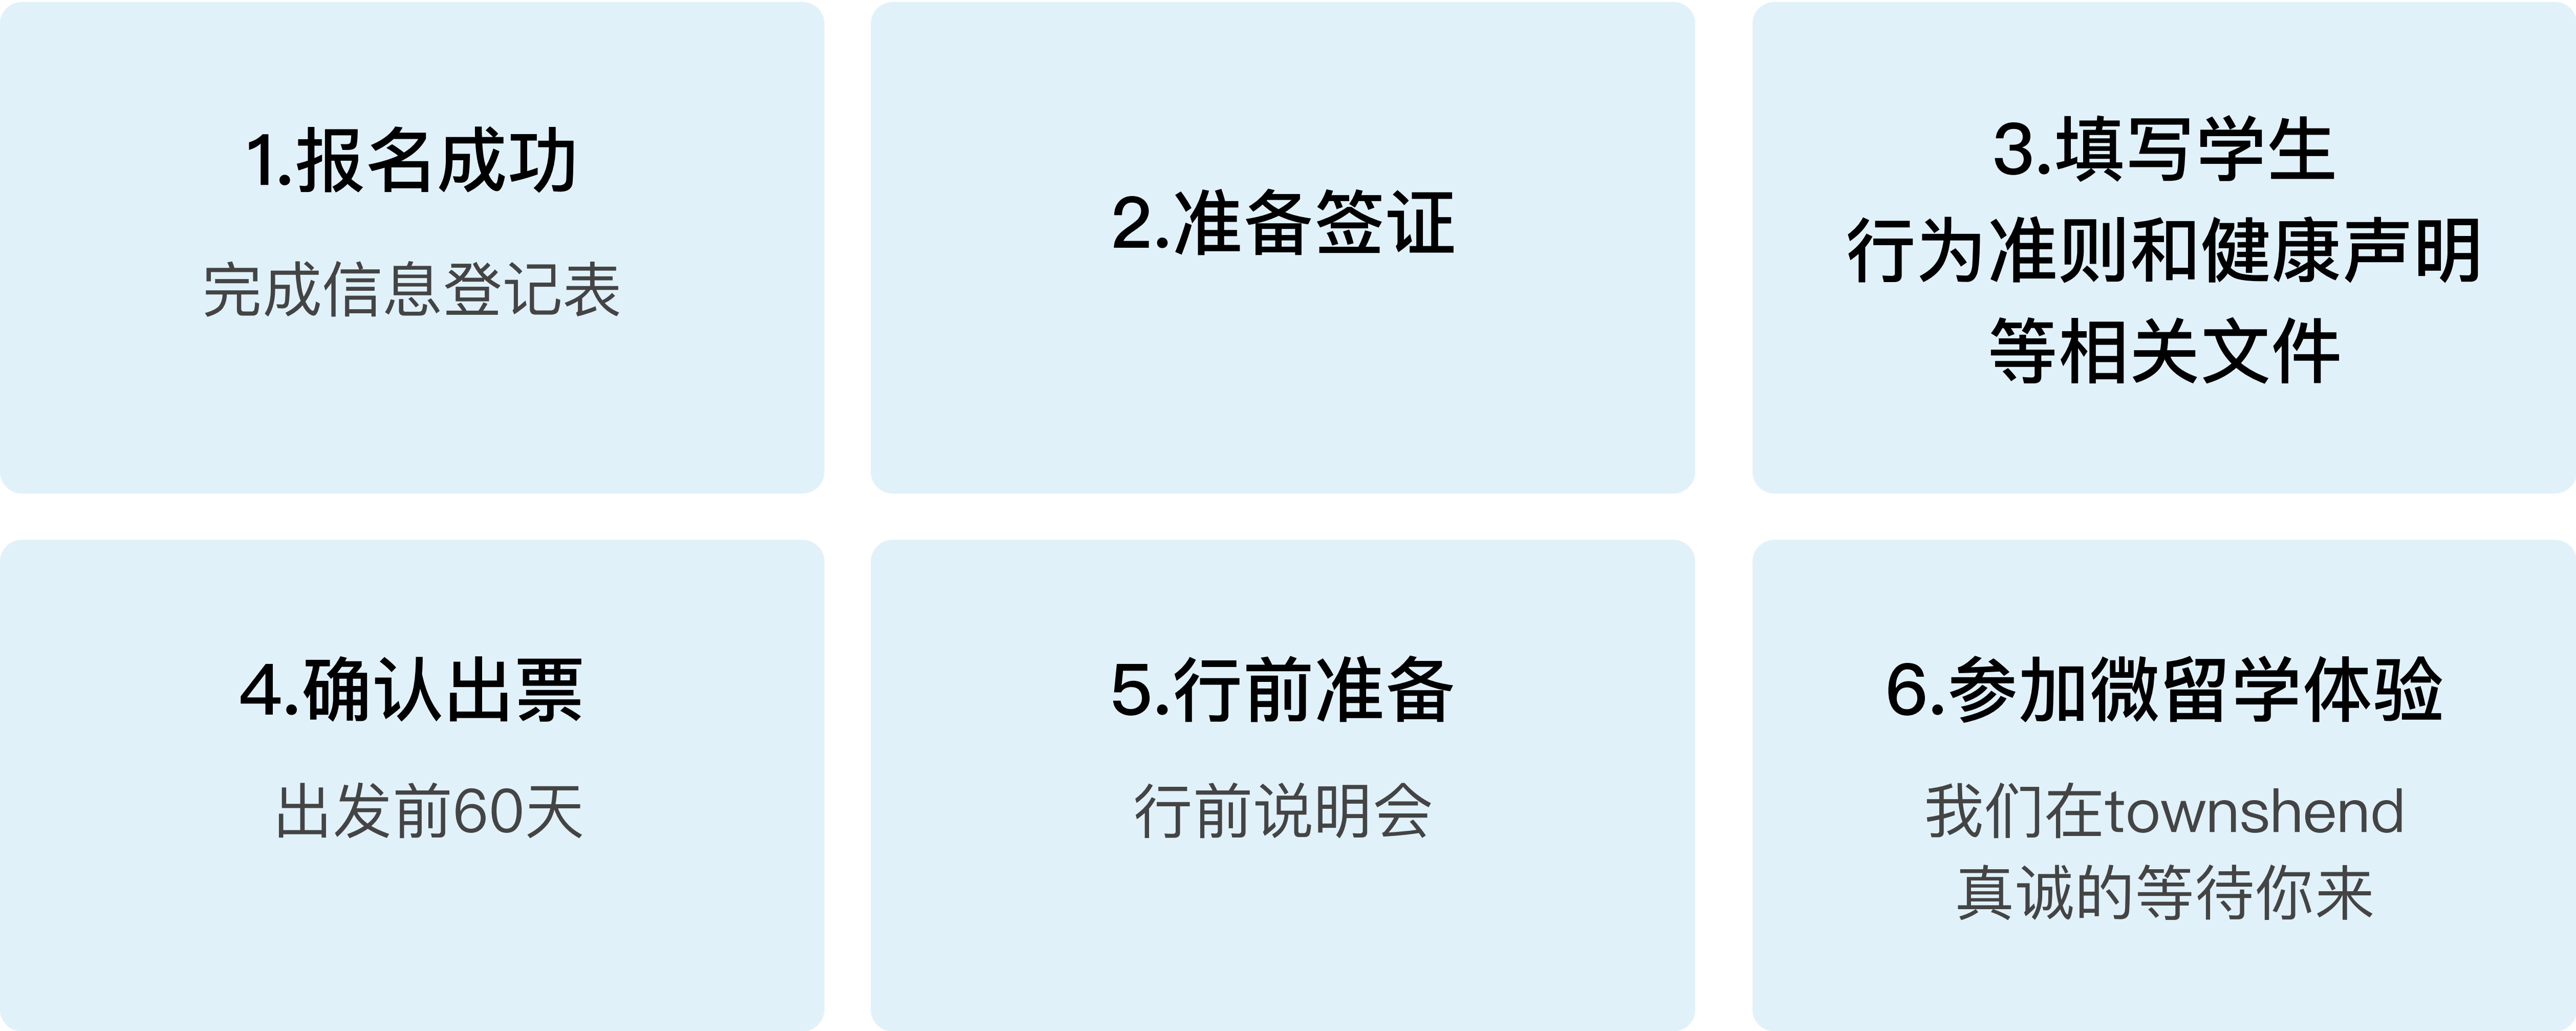 1.报名成功
完成信息登记表
2.准备签证
3.填写学生
行为准则和健康声明
等相关文件
4.确认出票
出发前60天
5.行前准备
行前说明会
6.参加微留学体验
我们在townshend
真诚的等待你来